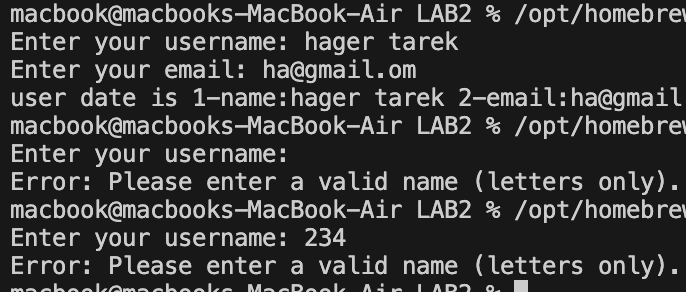 macbook@macbooks-MacBook-Air LAB2 % /opt/homebrew
Enter your username: hager tarek
Enter your email: ha@gmail.om
user date is 1-name:hager tarek 2-email:ha@gmail
macbook@macbooks-MacBook-Air LAB2 % /opt/homebrew
Enter your username:
Error: Please enter a valid name (letters only).
macbook@macbooks-MacBook-Air LAB2 % /opt/homebrew
Enter your username: 234
Error: Please enter a valid name (letters only).
macbook@macbooks-MacBook-Air LAB2 %